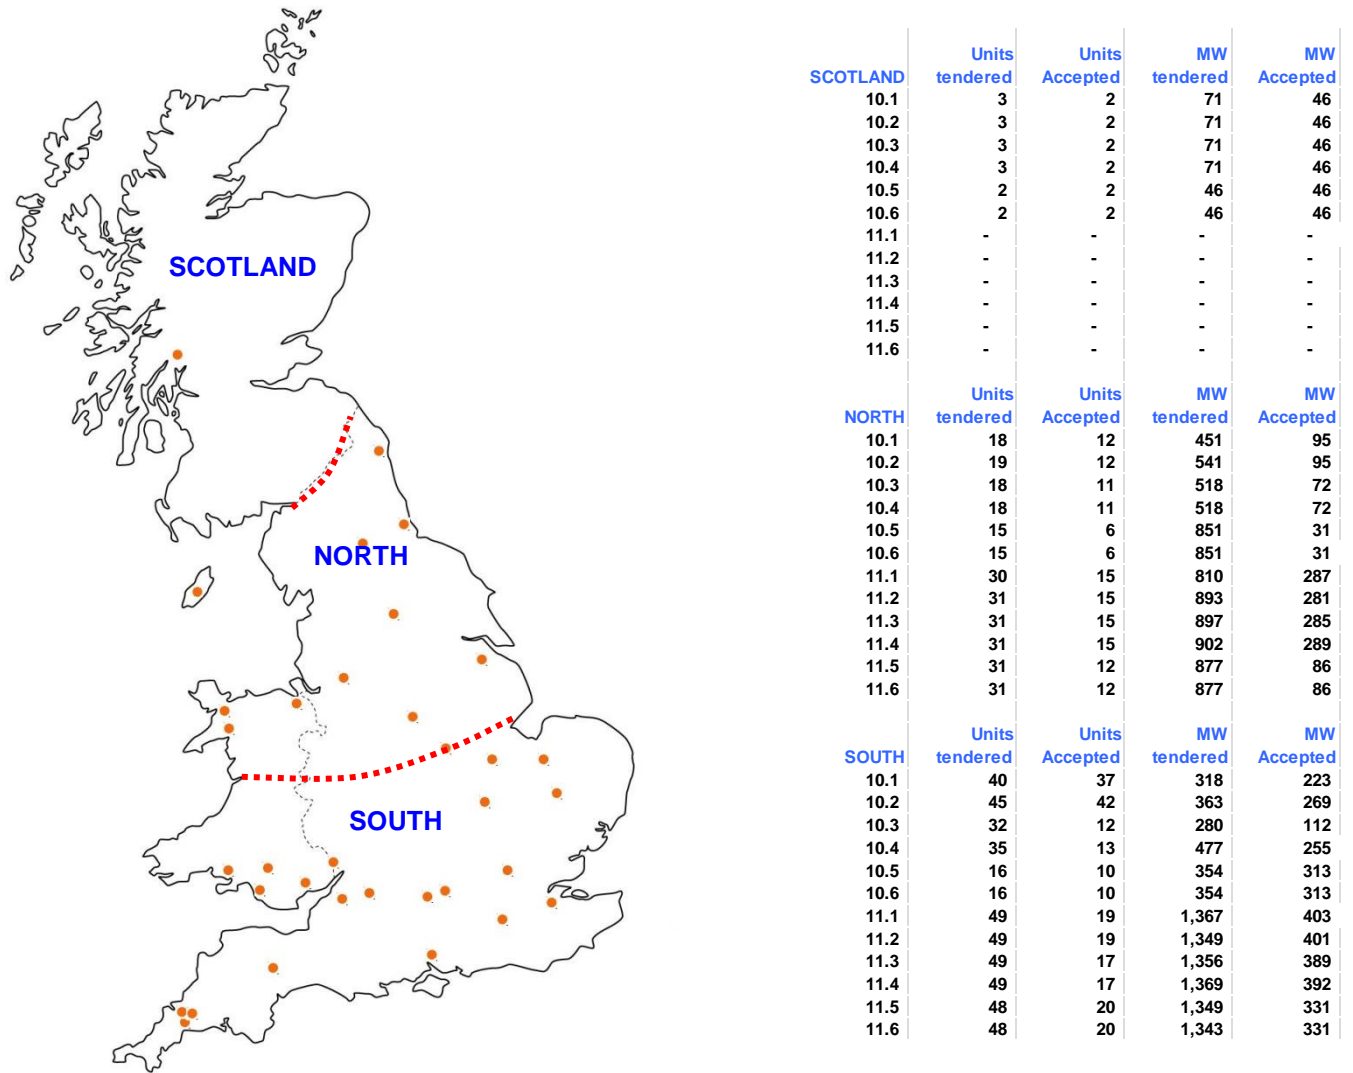 SCOTLAND
NORTH
SOUTH
Units Units MW MW
SCOTLAND tendered Accepted tendered Accepted
10.1 3 2 71 46
10.2 3 2 71 46
10.3 3 2 71 46
10.4 3 2 71 46
10.5 2 2 46 46
10.6 2 2 46 46
11.1 - - - -
11.2 - - - -
11.3 - - - -
11.4 - - - -
11.5 - - - -
11.6 - - - -
Units Units MW MW
NORTH tendered Accepted tendered Accepted
10.1 18 12 451 95
10.2 19 12 541 95
10.3 18 11 518 72
10.4 18 11 518 72
10.5 15 6 851 31
10.6 15 6 851 31
11.1 30 15 810 287
11.2 31 15 893 281
11.3 31 15 897 285
11.4 31 15 902 289
11.5 31 12 877 86
11.6 31 12 877 86
Units Units MW MW
SOUTH tendered Accepted tendered Accepted
10.1 40 37 318 223
10.2 45 42 363 269
10.3 32 12 280 112
10.4 35 13 477 255
10.5 16 10 354 313
10.6 16 10 354 313
11.1 49 19 1,367 403
11.2 49 19 1,349 401
11.3 49 17 1,356 389
11.4 49 17 1,369 392
11.5 48 20 1,349 331
11.6 48 20 1,343 331